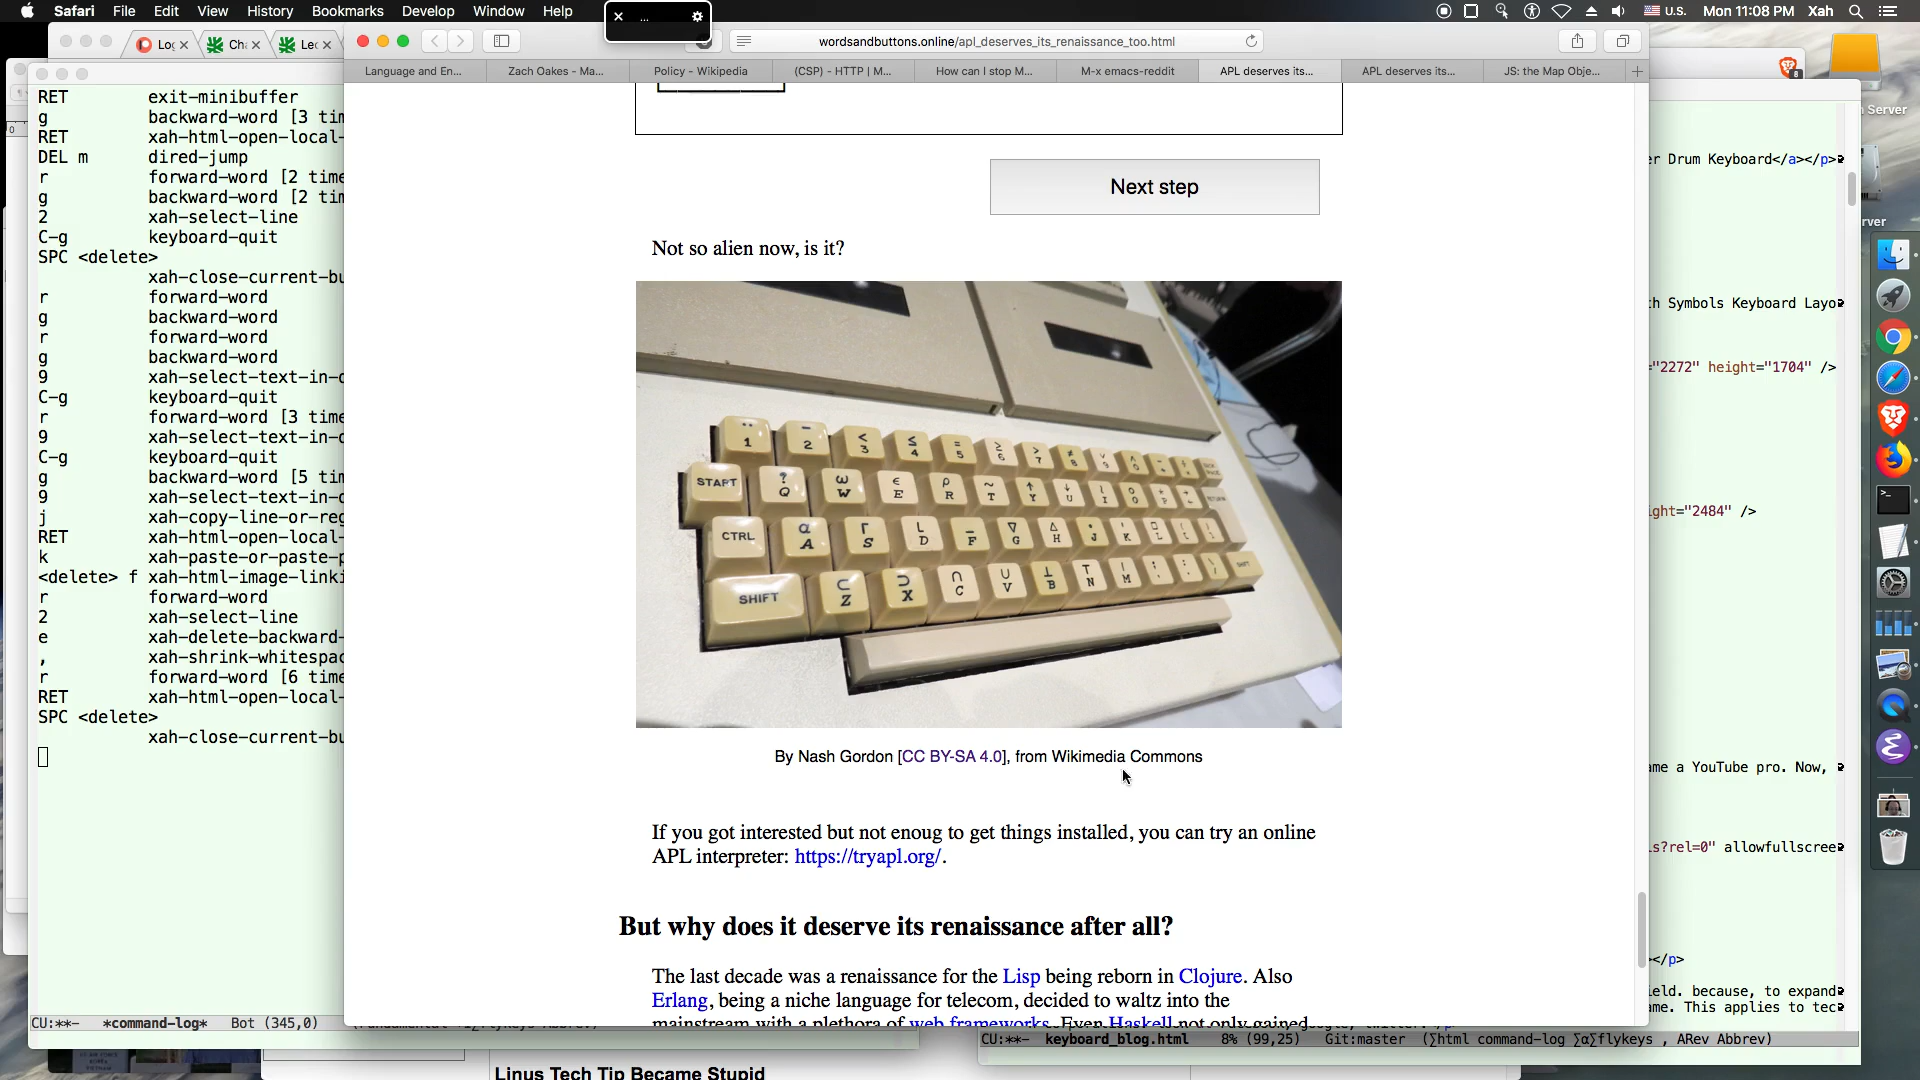 Safari File Edit View History Bookmarks Develop Window Help
... U.S. Mon 11:08 PM Xah
wordsandbuttons.online/apl_deserves_its_renaissance_too.html
Language and En... Zach Oakes - Ma... Policy - Wikipedia (CSP) - HTTP | M... How can I stop M... M-x emacs-reddit APL deserves its... APL deserves its... JS: the Map Obje...
RET exit-minibuffer
g backward-word [3 tim
RET xah-html-open-local-
DEL m dired-jump
r forward-word [2 time
g backward-word [2 tim
2 xah-select-line
C-g keyboard-quit
SPC <delete>
xah-close-current-bu
r forward-word
g backward-word
r forward-word
g backward-word
9 xah-select-text-in-q
C-g keyboard-quit
r forward-word [3 time
9 xah-select-text-in-q
C-g keyboard-quit
g backward-word [5 tim
9 xah-select-text-in-q
j xah-copy-line-or-reg
RET xah-html-open-local-
k xah-paste-or-paste-p
<delete> f xah-html-image-linki
r forward-word
2 xah-select-line
e xah-delete-backward-
, xah-shrink-whitespac
r forward-word [6 time
RET xah-html-open-local-
SPC <delete>
xah-close-current-bu
CU:**- *command-log* Bot (345,0)
Next step
Not so alien now, is it?
START
CTRL
SHIFT
By Nash Gordon [CC BY-SA 4.0], from Wikimedia Commons
If you got interested but not enoug to get things installed, you can try an online
APL interpreter: https://tryapl.org/.
But why does it deserve its renaissance after all?
The last decade was a renaissance for the Lisp being reborn in Clojure. Also
Erlang, being a niche language for telecom, decided to waltz into the
mainstream with a plethora of web frameworks. Even Haskell not only gained
Server
er Drum Keyboard</a></p>
h Symbols Keyboard Layo
="2272" height="1704" />
ight="2484" />
ame a YouTube pro. Now,
s?rel=0" allowfullscree
</p>
ield. because, to expand
me. This applies to tec
CU:**- keyboard_blog.html 8% (99,25) Git:master (∑html command-log ∑α∑flykeys , ARev Abbrev)
Linus Tech Tip Became Stupid